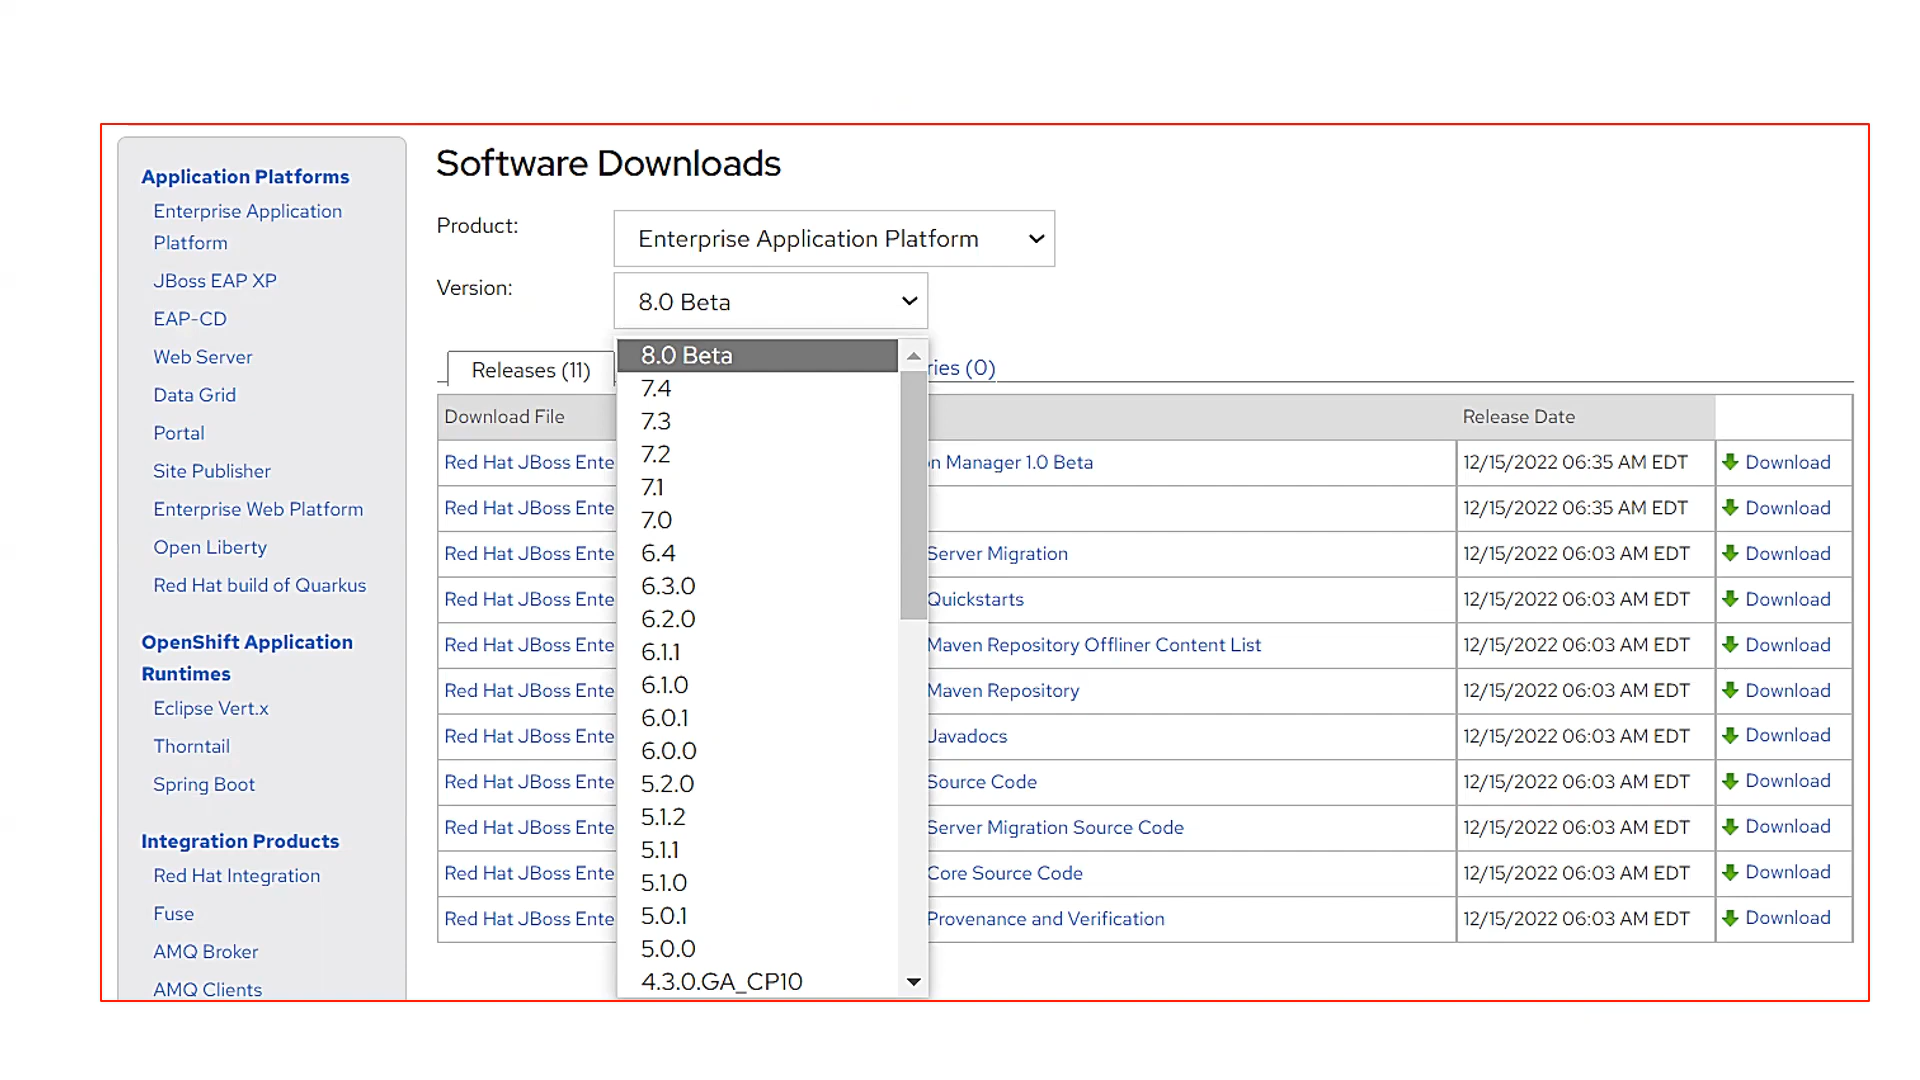 Application Platforms
Enterprise Application
Platform
JBoss EAP XP
EAP-CD
Web Server
Data Grid
Portal
Site Publisher
Enterprise Web Platform
Open Liberty
Red Hat build of Quarkus
OpenShift Application
Runtimes
Eclipse Vert.x
Thorntail
Spring Boot
Integration Products
Red Hat Integration
Fuse
AMQ Broker
AMQ Clients
Software Downloads
Product: Enterprise Application Platform
Version: 8.0 Beta
8.0 Beta
7.4
7.3
7.2
7.1
7.0
6.4
6.3.0
6.2.0
6.1.1
6.1.0
6.0.1
6.0.0
5.2.0
5.1.2
5.1.1
5.1.0
5.0.1
5.0.0
4.3.0.GA_CP10
Releases (11) ries (0)
Download File Release Date
Red Hat JBoss Ente n Manager 1.0 Beta 12/15/2022 06:35 AM EDT Download
Red Hat JBoss Ente 12/15/2022 06:35 AM EDT Download
Red Hat JBoss Ente Server Migration 12/15/2022 06:03 AM EDT Download
Red Hat JBoss Ente Quickstarts 12/15/2022 06:03 AM EDT Download
Red Hat JBoss Ente Maven Repository Offliner Content List 12/15/2022 06:03 AM EDT Download
Red Hat JBoss Ente Maven Repository 12/15/2022 06:03 AM EDT Download
Red Hat JBoss Ente Javadocs 12/15/2022 06:03 AM EDT Download
Red Hat JBoss Ente Source Code 12/15/2022 06:03 AM EDT Download
Red Hat JBoss Ente Server Migration Source Code 12/15/2022 06:03 AM EDT Download
Red Hat JBoss Ente Core Source Code 12/15/2022 06:03 AM EDT Download
Red Hat JBoss Ente Provenance and Verification 12/15/2022 06:03 AM EDT Download